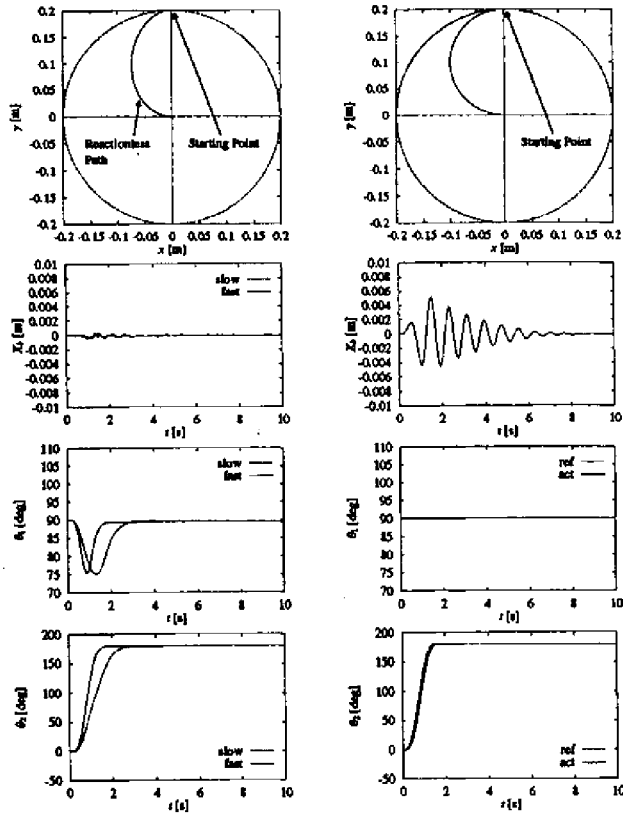 0.2
0.15
0.1
0.05
0
-0.05
-0.1
-0.15
-0.2
y [m]
Reactionless
Path
Starting Point
-0.2 -0.15 -0.1 -0.05 0 0.05 0.1 0.15 0.2
x [m]
0.2
0.15
0.1
0.05
0
-0.05
-0.1
-0.15
-0.2
y [m]
Starting Point
-0.2 -0.15 -0.1 -0.05 0 0.05 0.1 0.15 0.2
x [m]
0.01
0.008
0.006
0.004
0.002
0
-0.002
-0.004
-0.006
-0.008
-0.01
X_b [m]
slow
fast
0 2 4 6 8 10
t [s]
0.01
0.008
0.006
0.004
0.002
0
-0.002
-0.004
-0.006
-0.008
-0.01
X_b [m]
0 2 4 6 8 10
t [s]
110
105
100
95
90
85
80
75
70
θ₁ [deg]
slow
fast
0 2 4 6 8 10
t [s]
110
105
100
95
90
85
80
75
70
θ₁ [deg]
ref
act
0 2 4 6 8 10
t [s]
200
150
100
50
0
-50
θ₂ [deg]
slow
fast
0 2 4 6 8 10
t [s]
200
150
100
50
0
-50
θ₂ [deg]
ref
act
0 2 4 6 8 10
t [s]